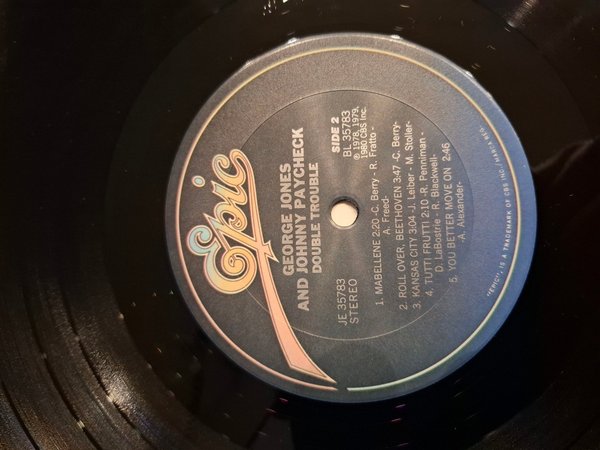 Epic
GEORGE JONES
AND JOHNNY PAYCHECK
DOUBLE TROUBLE
JE 35783
STEREO
SIDE 2
BL 35783
℗ 1978, 1979,
1980 CBS Inc.
1. MABELLENE 2:20 -C. Berry - R. Fratto -
A. Freed-
2. ROLL OVER, BEETHOVEN 3:47 -C. Berry-
3. KANSAS CITY 3:04 -J. Leiber - M. Stoller-
4. TUTTI FRUTTI 2:10 -R. Penniman -
D. LaBostrie - R. Blackwell-
5. YOU BETTER MOVE ON 2:46
-A. Alexander-
"EPIC", IS A TRADEMARK OF CBS INC./